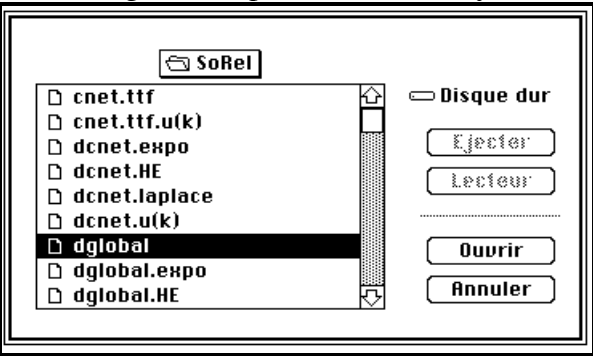 SoRel
cnet.ttf
cnet.ttf.u(k)
dcnet.expo
dcnet.HE
dcnet.laplace
dcnet.u(k)
dglobal
dglobal.expo
dglobal.HE
Disque dur
Ejecter
Lecteur
Ouvrir
Annuler